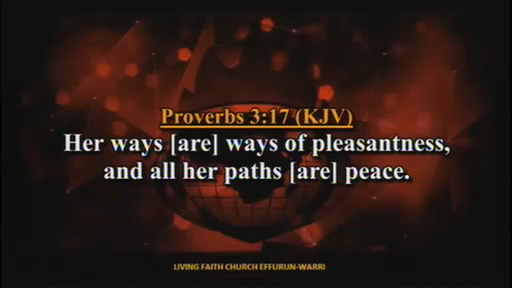 Proverbs 3:17 (KJV)
Her ways [are] ways of pleasantness,
and all her paths [are] peace.
LIVING FAITH CHURCH EFFURUN-WARRI